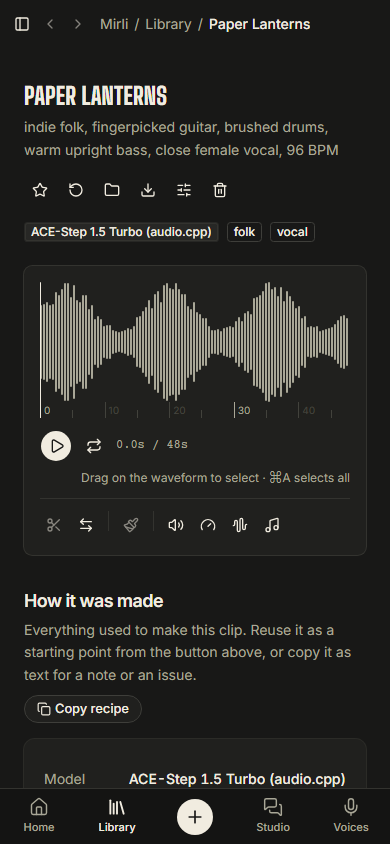 Mirli / Library / Paper Lanterns
PAPER LANTERNS
indie folk, fingerpicked guitar, brushed drums,
warm upright bass, close female vocal, 96 BPM
ACE-Step 1.5 Turbo (audio.cpp) folk vocal
0 10 20 30 40
0.0s / 48s
Drag on the waveform to select · ⌘A selects all
How it was made
Everything used to make this clip. Reuse it as a
starting point from the button above, or copy it as
text for a note or an issue.
Copy recipe
Model ACE-Step 1.5 Turbo (audio.cpp)
Home Library Studio Voices